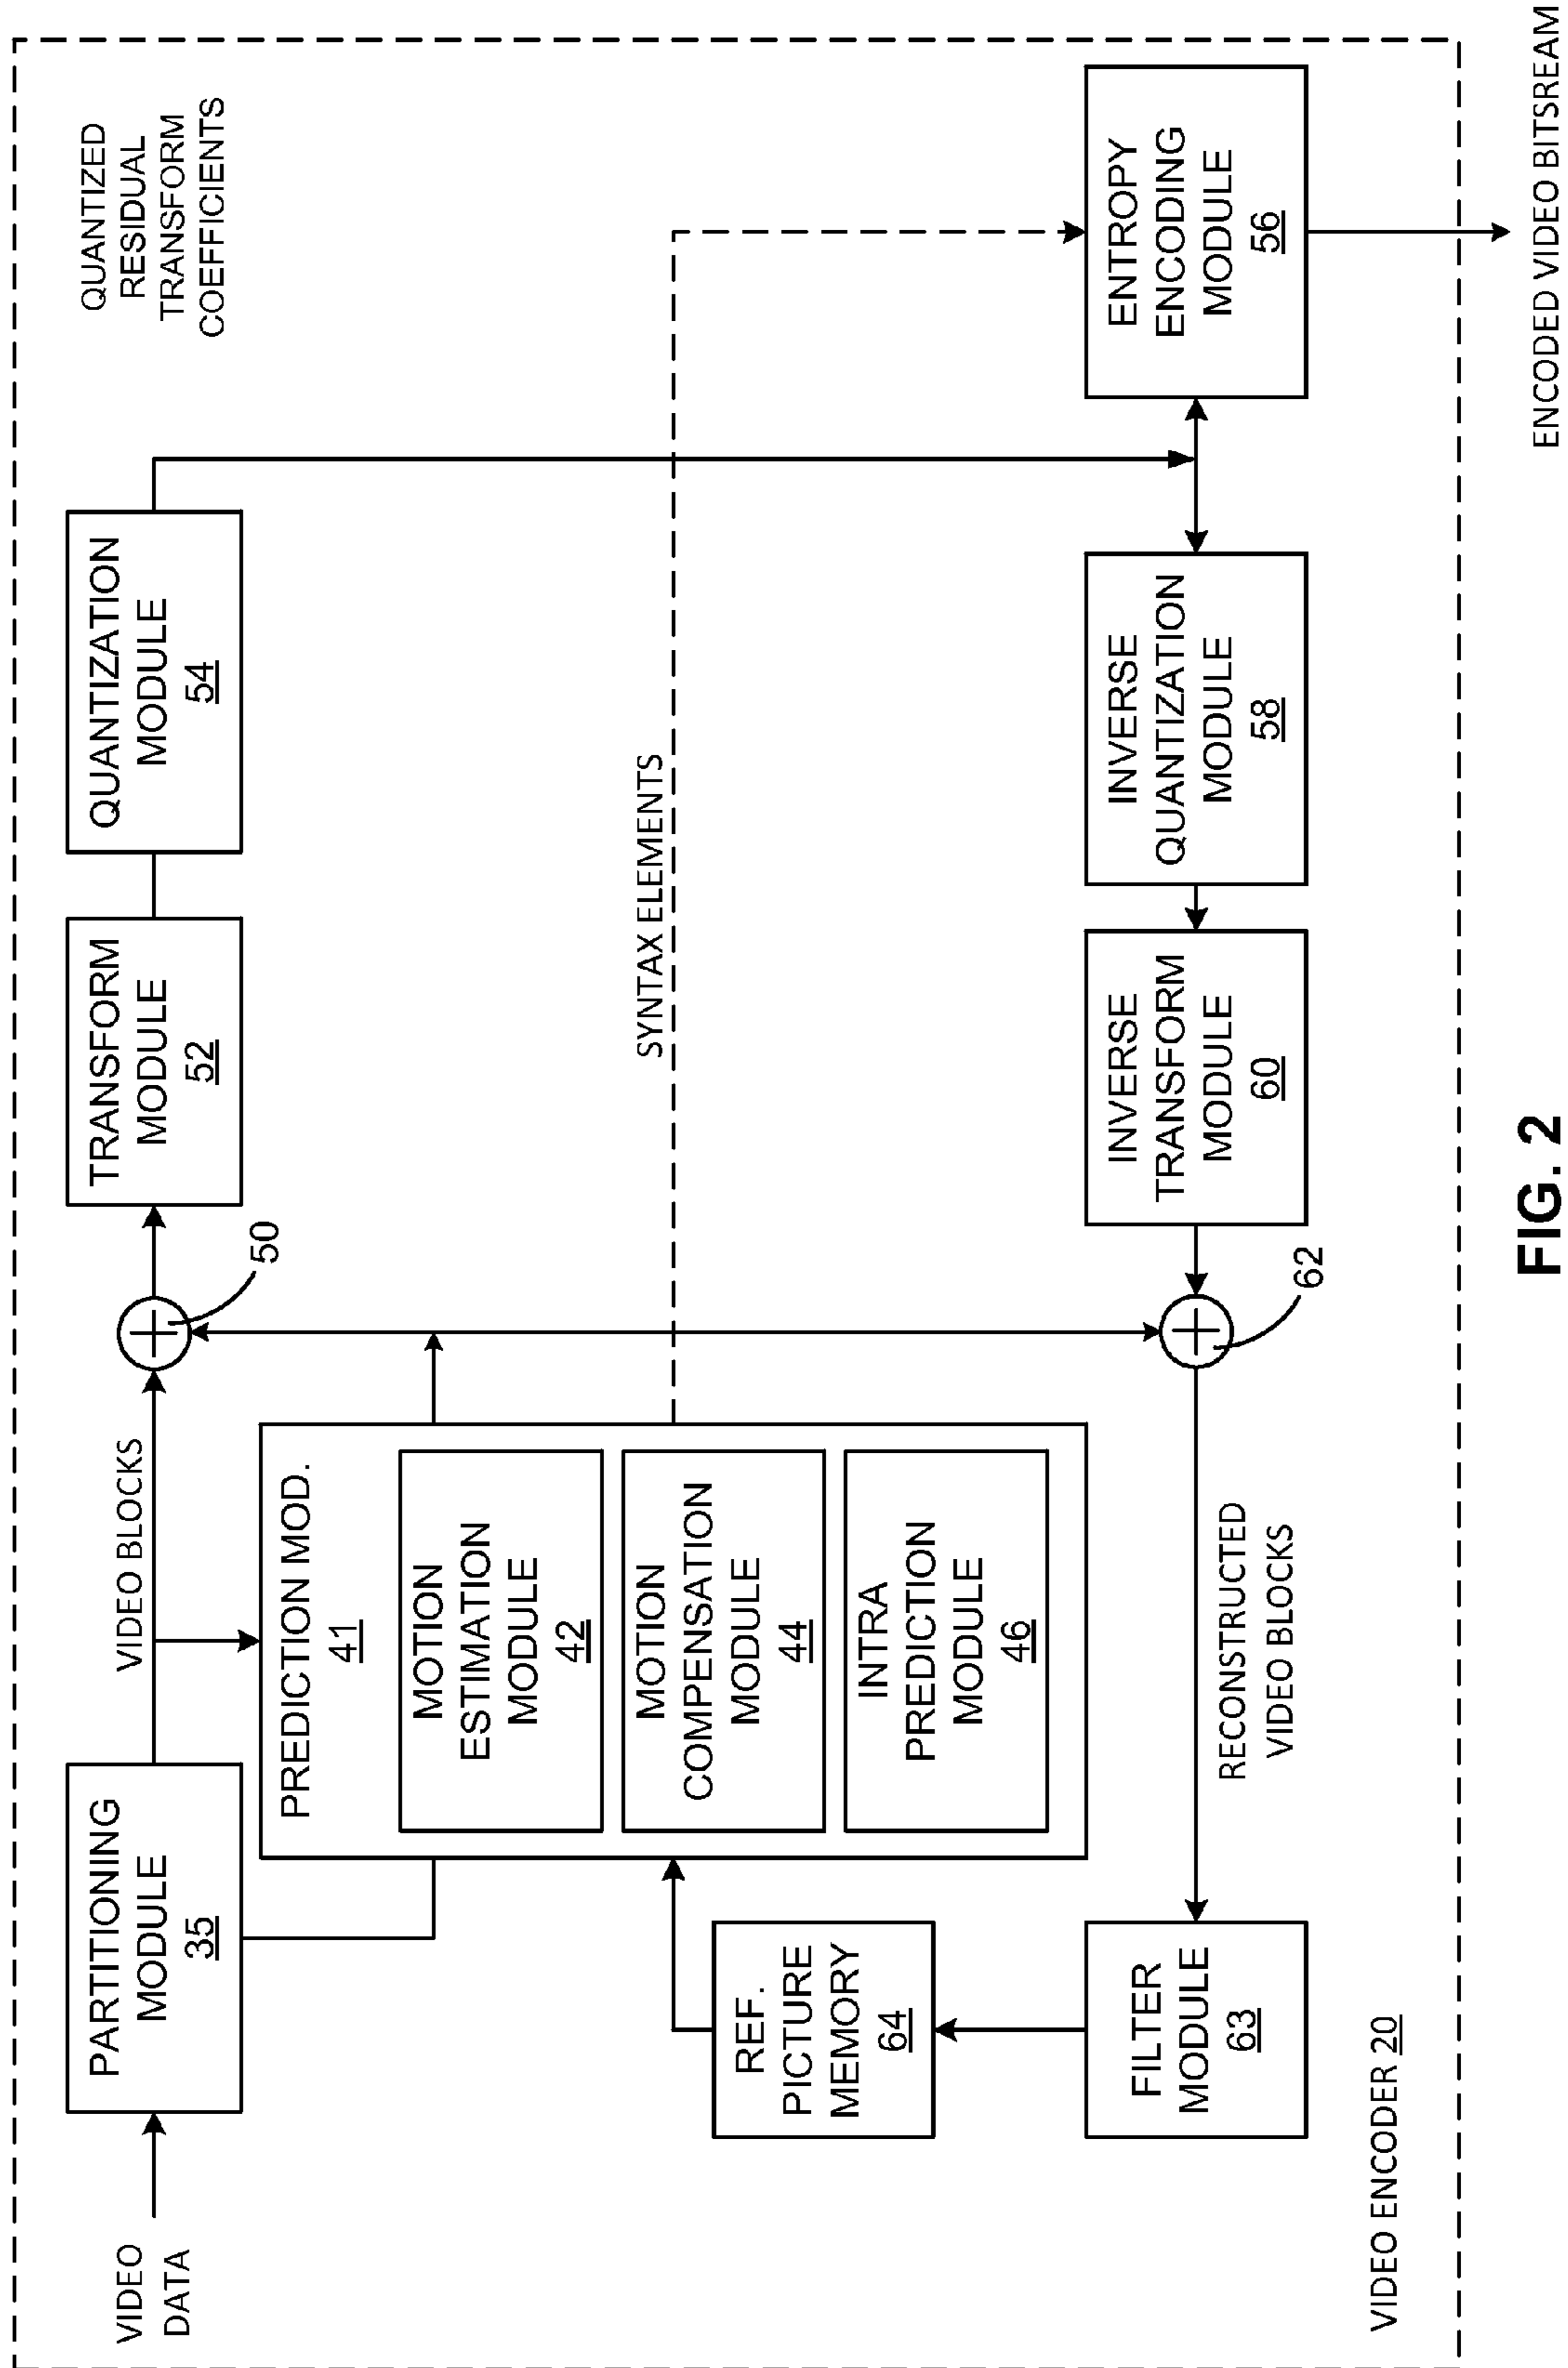 VIDEO
DATA
PARTITIONING
MODULE
35
VIDEO BLOCKS
50
TRANSFORM
MODULE
52
QUANTIZATION
MODULE
54
QUANTIZED
RESIDUAL
TRANSFORM
COEFFICIENTS
PREDICTION MOD.
41
MOTION
ESTIMATION
MODULE
42
MOTION
COMPENSATION
MODULE
44
INTRA
PREDICTION
MODULE
46
SYNTAX ELEMENTS
REF.
PICTURE
MEMORY
64
FILTER
MODULE
63
RECONSTRUCTED
VIDEO BLOCKS
62
INVERSE
TRANSFORM
MODULE
60
INVERSE
QUANTIZATION
MODULE
58
ENTROPY
ENCODING
MODULE
56
VIDEO ENCODER 20
ENCODED VIDEO BITSREAM
FIG. 2